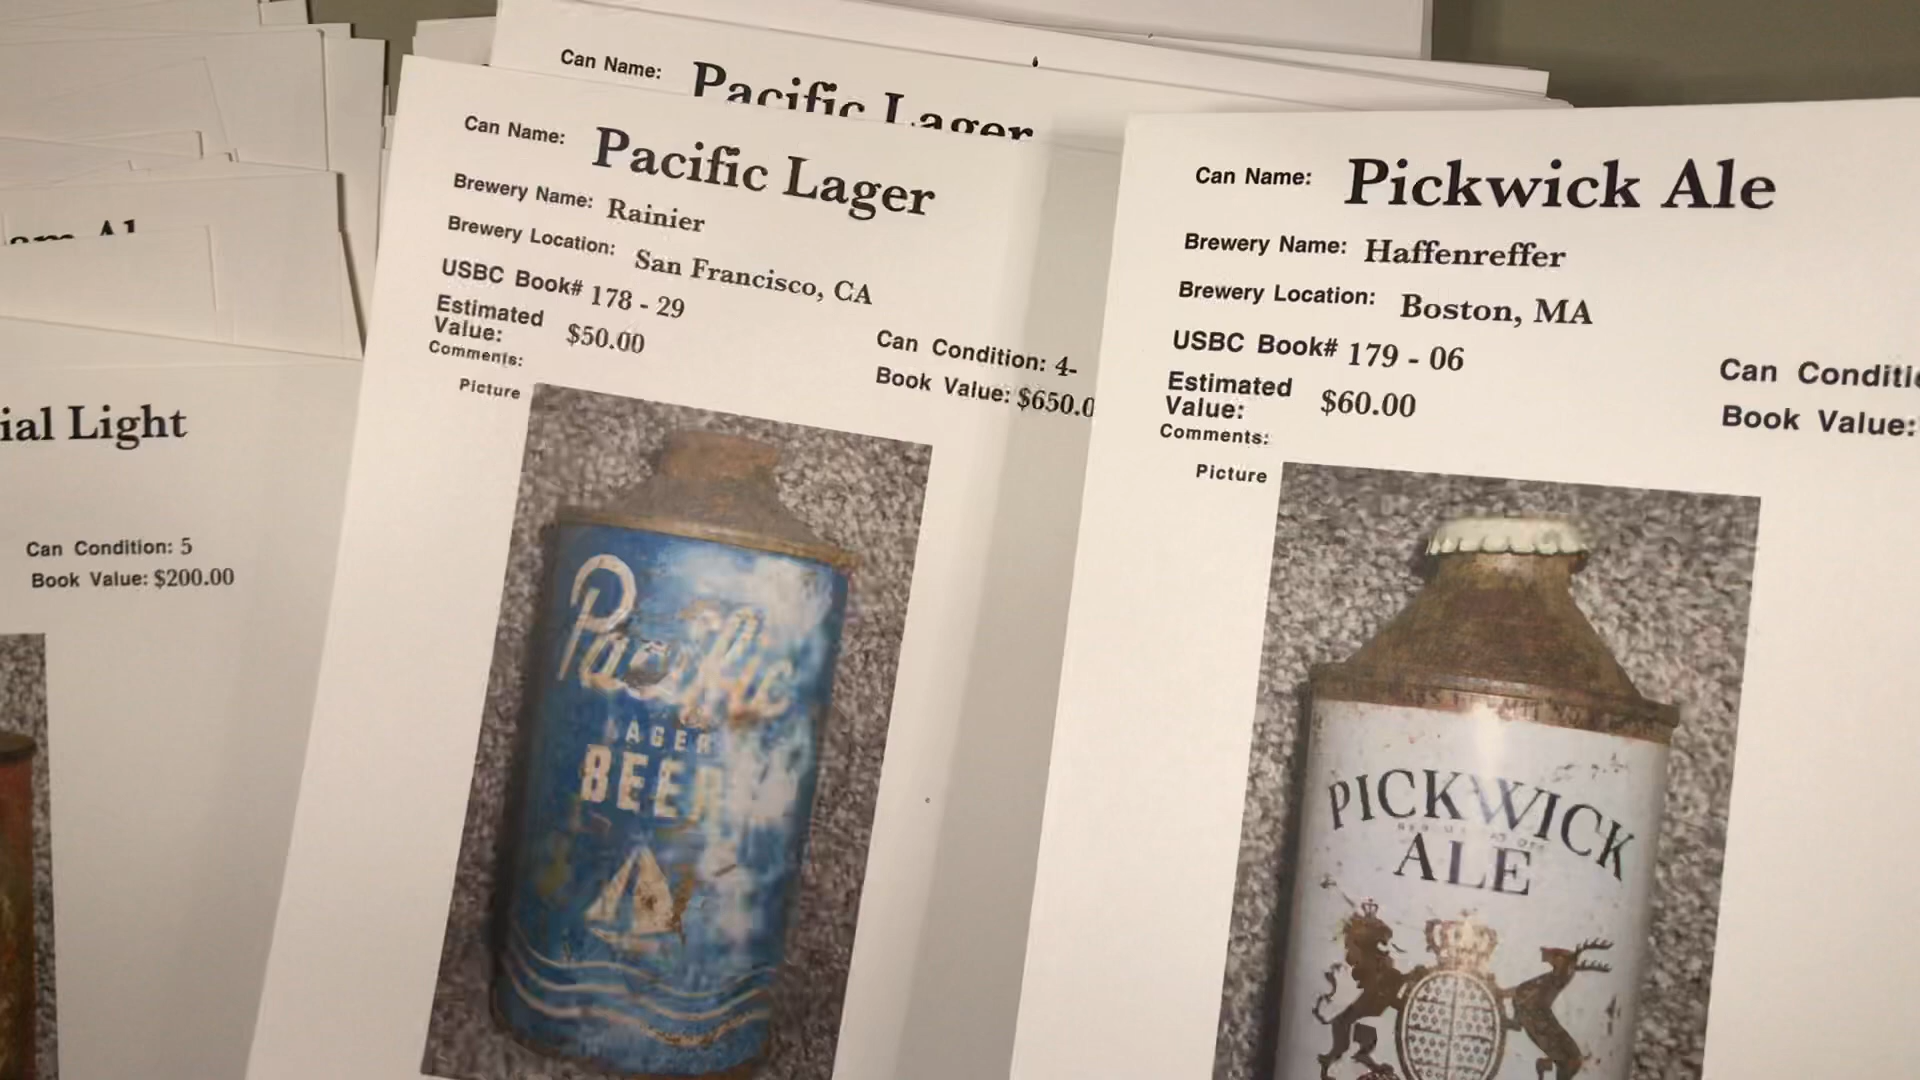 Can Name: Pacific Lager
Can Name: Pacific Lager
Brewery Name: Rainier
Brewery Location: San Francisco, CA
USBC Book# 178 - 29
Estimated Value: $50.00
Can Condition: 4-
Comments:
Book Value: $650.0
Picture
Pacific
LAGER
BEER
Can Name: Pickwick Ale
Brewery Name: Haffenreffer
Brewery Location: Boston, MA
USBC Book# 179 - 06
Estimated Value: $60.00
Can Conditi
Comments:
Book Value:
Picture
PICKWICK
ALE
ial Light
Can Condition: 5
Book Value: $200.00